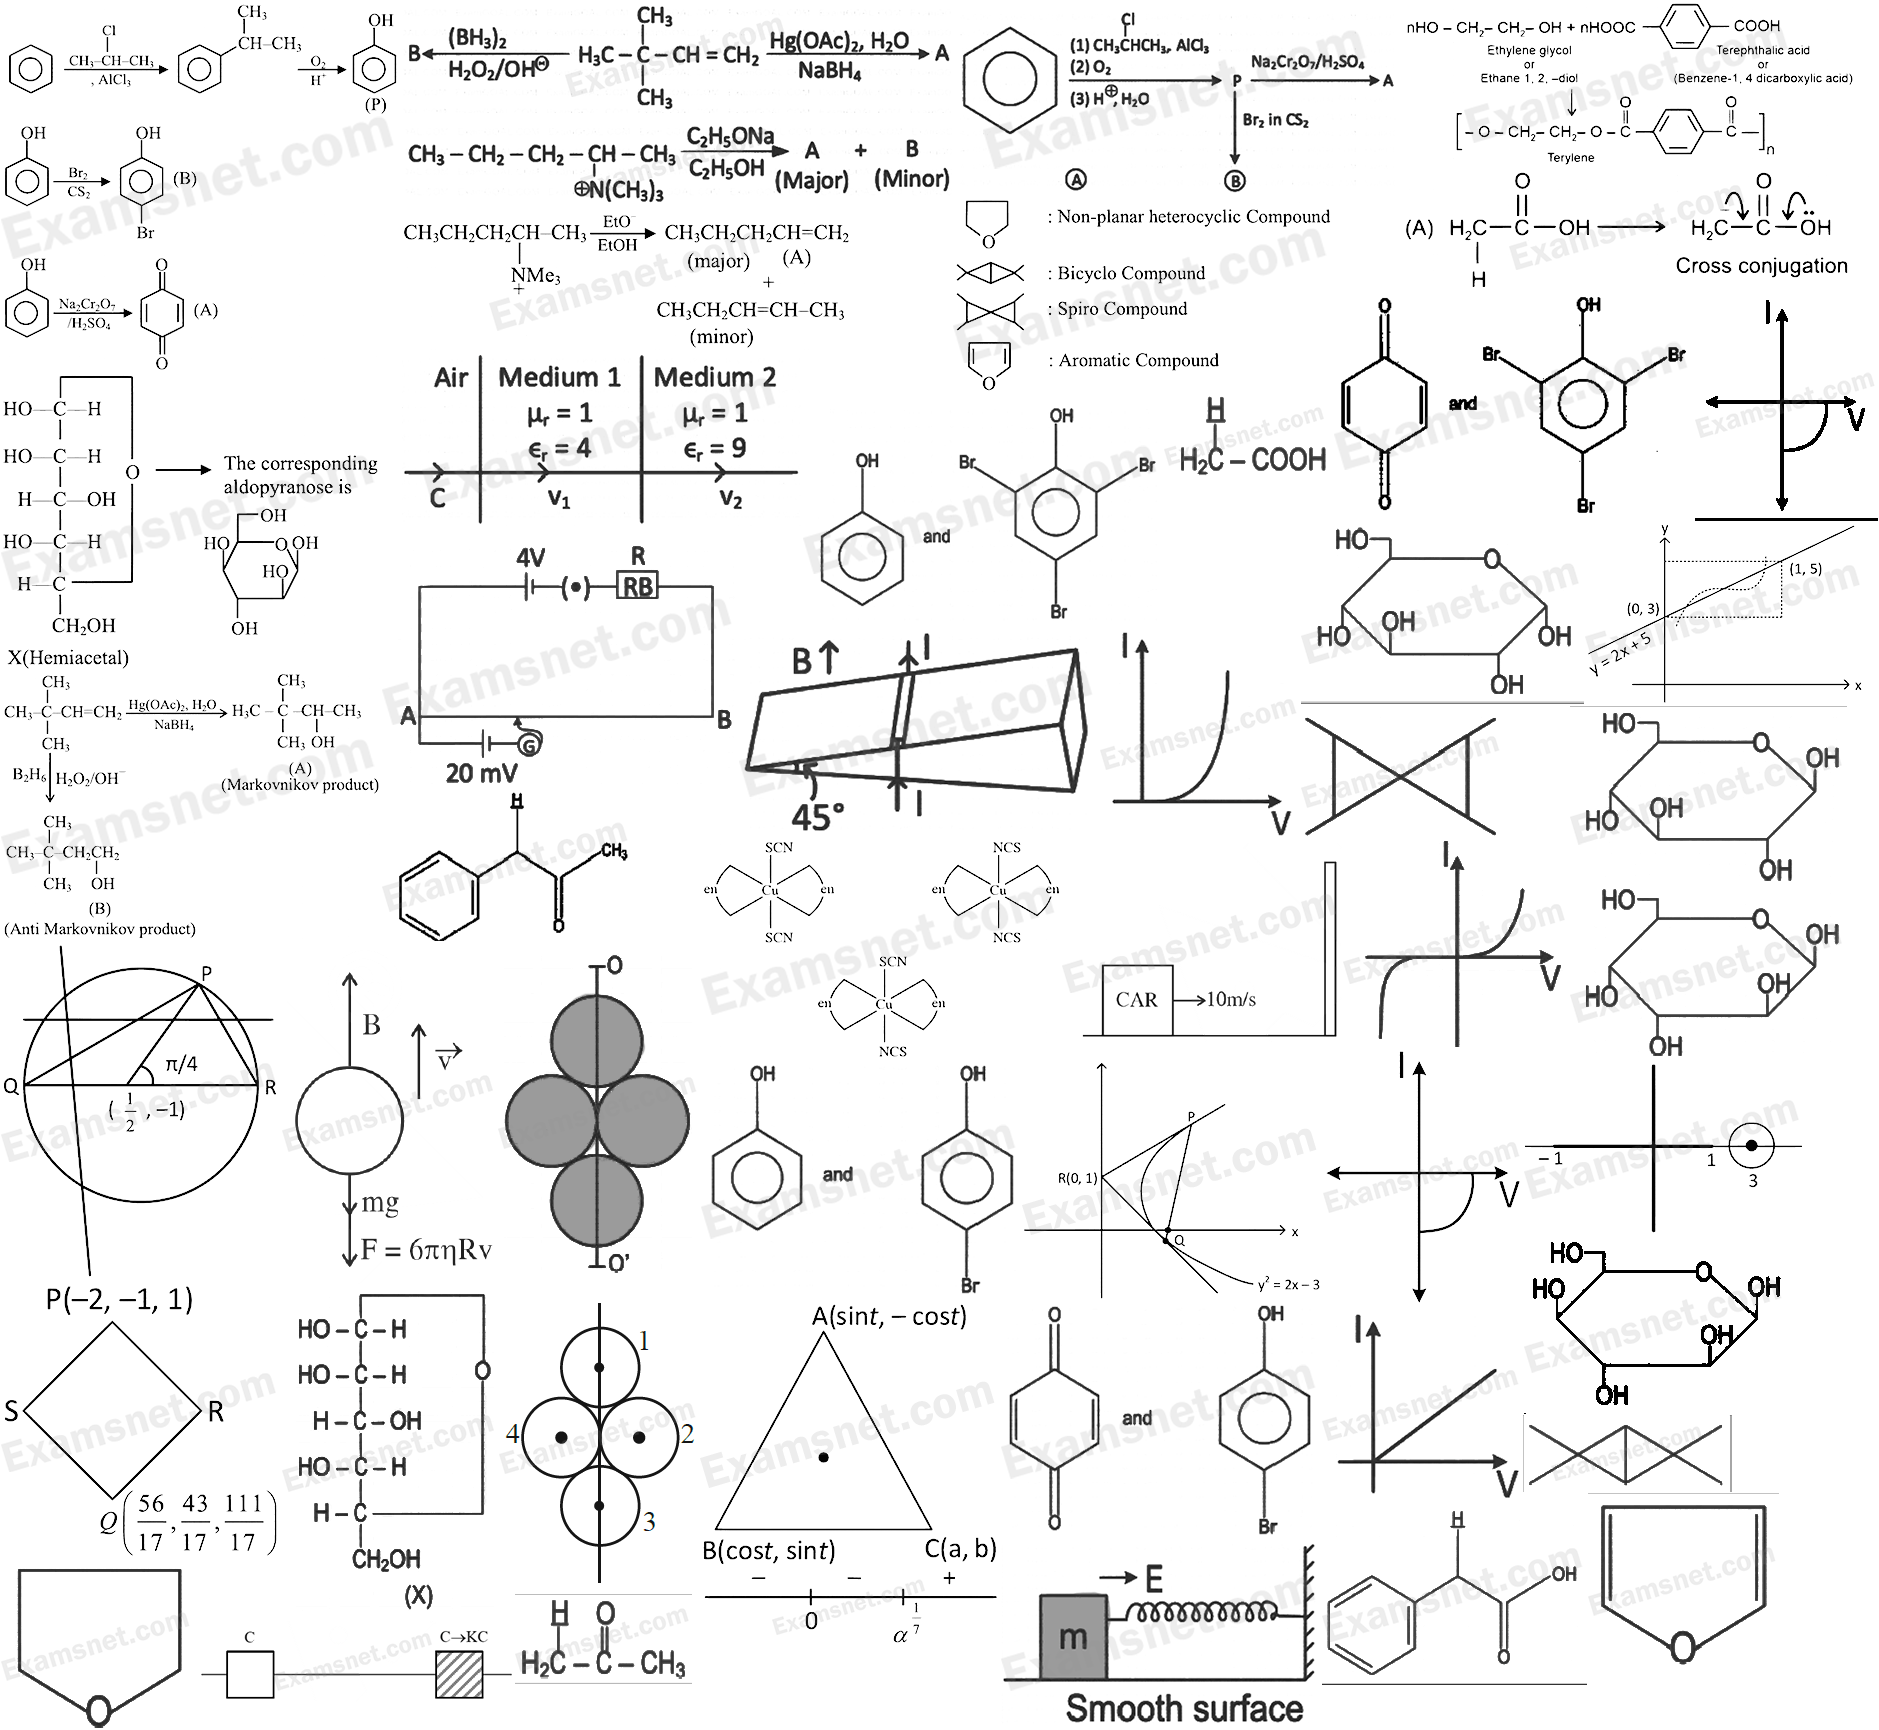 Cl
CH₃–CH–CH₃
, AlCl₃
CH₃
CH–CH₃
O₂
H⁺
OH
(P)
OH
Br₂
CS₂
OH
(B)
Br
OH
Na₂Cr₂O₇
/H₂SO₄
O
(A)
O
B
(BH₃)₂
H₂O₂/OH⊖
CH₃
H₃C – C – CH = CH₂
CH₃
Hg(OAc)₂, H₂O
NaBH₄
A
CH₃ – CH₂ – CH₂ – CH – CH₃
⊕N(CH₃)₃
C₂H₅ONa
C₂H₅OH
A + B
(Major) (Minor)
CH₃CH₂CH₂CH–CH₃
NMe₃
+
EtO⁻
EtOH
CH₃CH₂CH₂CH=CH₂
(major) (A)
+
CH₃CH₂CH=CH–CH₃
(minor)
Cl
(1) CH₃CHCH₃, AlCl₃
(2) O₂
(3) H⊕, H₂O
P
Na₂Cr₂O₇/H₂SO₄
A
Br₂ in CS₂
Ⓐ Ⓑ
O : Non-planar heterocyclic Compound
: Bicyclo Compound
: Spiro Compound
O : Aromatic Compound
nHO – CH₂– CH₂ – OH + nHOOC COOH
Ethylene glycol Terephthalic acid
or or
Ethane 1, 2, –diol (Benzene-1, 4 dicarboxylic acid)
O O
[ – O – CH₂–CH₂–O – C C – ]n
Terylene
(A) H₂C – C – OH
O
H
H₂C – C – OH
O
Cross conjugation
HO–C–H
HO–C–H
H–C–OH
HO–C–H
H–C
CH₂OH
O
X(Hemiacetal)
The corresponding
aldopyranose is
OH
HO O OH
HO
OH
Air Medium 1 Medium 2
μr = 1 μr = 1
ϵr = 4 ϵr = 9
C v₁ v₂
4V R
(•) RB
A B
G
20 mV
OH
and
OH
Br Br
Br
H
H₂C – COOH
O
O
and
OH
Br Br
Br
I
V
HO
O
OH
HO OH
OH
y
(1, 5)
(0, 3)
y = 2x + 5
x
CH₃
CH₃–C–CH=CH₂
CH₃
Hg(OAc)₂, H₂O
NaBH₄
CH₃
H₃C – C – CH–CH₃
CH₃ OH
(A)
(Markovnikov product)
B₂H₆ H₂O₂/OH⁻
CH₃
CH₃–C–CH₂CH₂
CH₃ OH
(B)
(Anti Markovnikov product)
H
CH₃
O
B I
45° I
I
V
HO
O
OH
HO OH
OH
SCN
en Cu en
SCN
NCS
en Cu en
NCS
SCN
en Cu en
NCS
CAR 10m/s
I
V
HO
O
OH
HO OH
OH
P
π/4
Q R
(1/2, –1)
B
v
mg
F = 6πηRv
O
O'
OH
and
OH
Br
P
R(0, 1)
Q
x
y² = 2x – 3
I
V
–1 1 3
HO
HO O OH
OH
OH
P(–2, –1, 1)
S R
Q(56/17, 43/17, 111/17)
HO – C – H
HO – C – H
H – C – OH
HO – C – H
H – C
CH₂OH
O
(X)
1
4 2
3
A(sint, – cost)
B(cost, sint) C(a, b)
– – +
0 α^(1/7)
O
O
and
OH
Br
I
V
O
C C→KC
H O
H₂C – C – CH₃
E
m
Smooth surface
H
OH
O
O
Examsnet.com